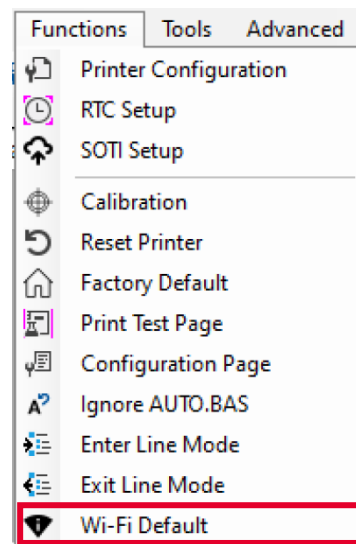 Functions Tools Advanced
Printer Configuration
RTC Setup
SOTI Setup
Calibration
Reset Printer
Factory Default
Print Test Page
Configuration Page
Ignore AUTO.BAS
Enter Line Mode
Exit Line Mode
Wi-Fi Default